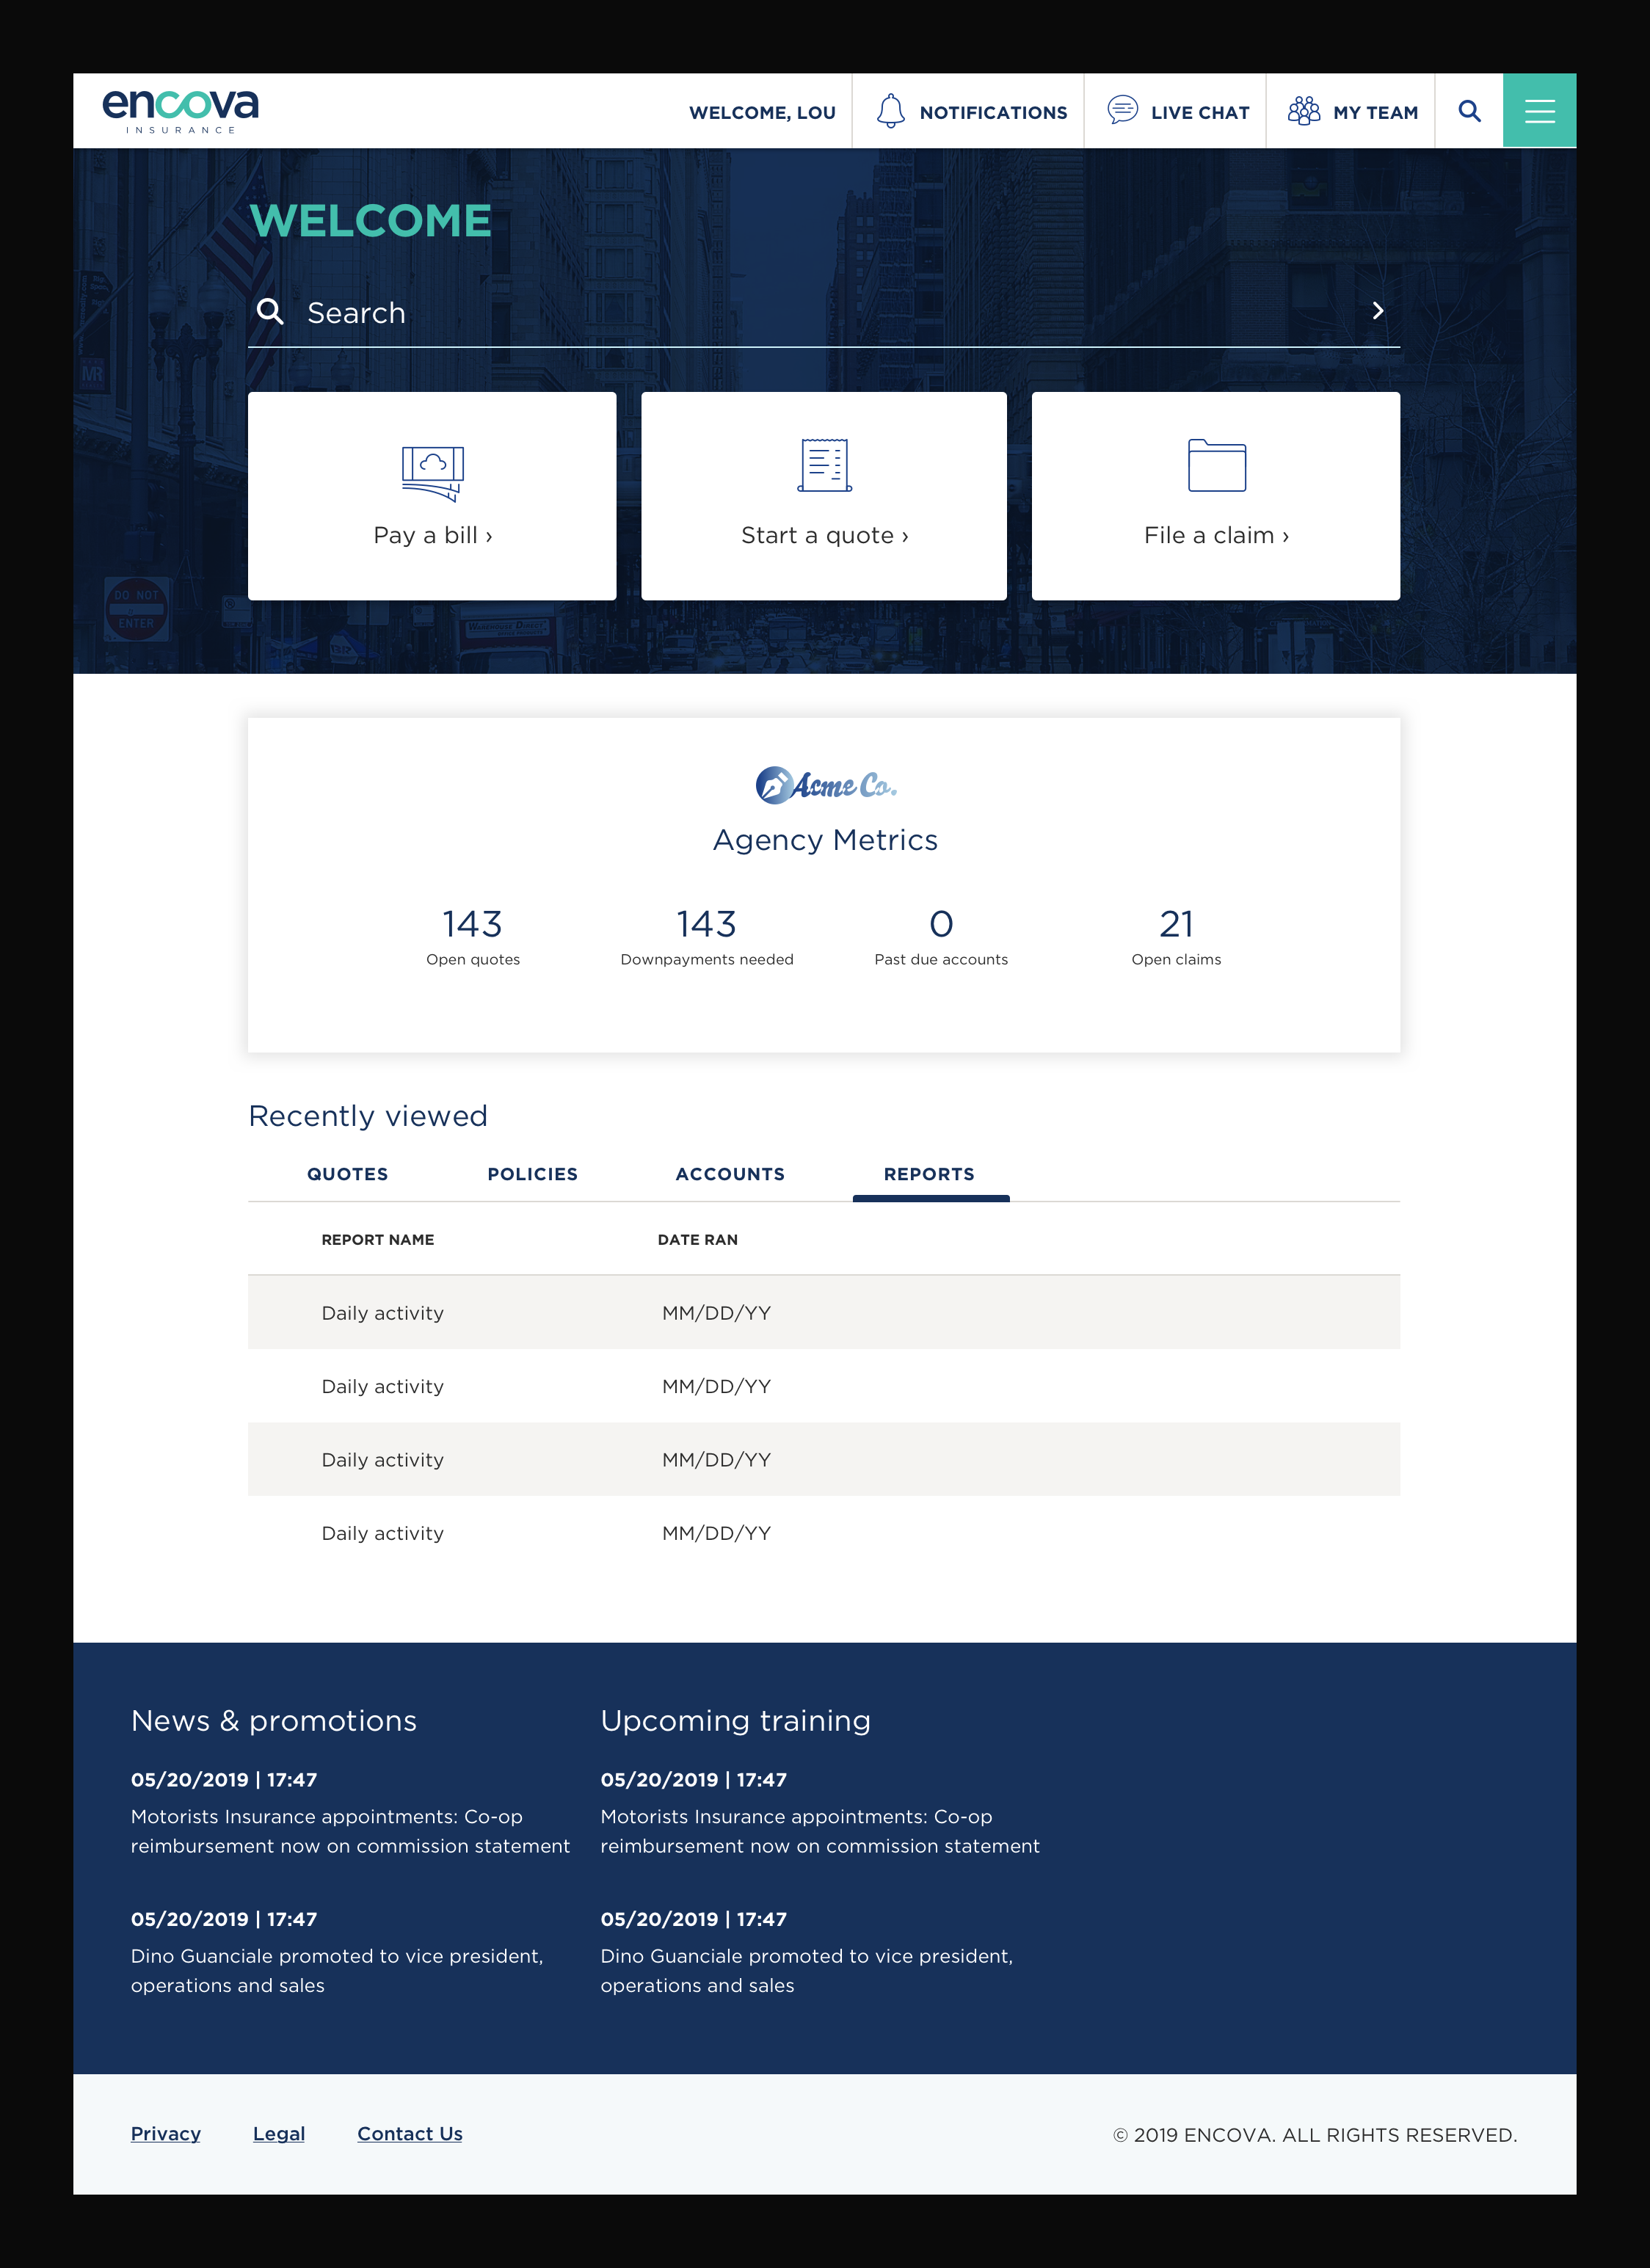 encova
INSURANCE
WELCOME, LOU
NOTIFICATIONS
LIVE CHAT
MY TEAM
WELCOME
Search
MR
Pay a bill ›
Start a quote ›
File a claim ›
DO NOT
ENTER
WAREHOUSE DIRECT
Acme Co.
Agency Metrics
143
143
0
21
Open quotes
Downpayments needed
Past due accounts
Open claims
Recently viewed
QUOTES
POLICIES
ACCOUNTS
REPORTS
REPORT NAME
DATE RAN
Daily activity
MM/DD/YY
Daily activity
MM/DD/YY
Daily activity
MM/DD/YY
Daily activity
MM/DD/YY
News & promotions
05/20/2019 | 17:47
Motorists Insurance appointments: Co-op
reimbursement now on commission statement
05/20/2019 | 17:47
Dino Guanciale promoted to vice president,
operations and sales
Upcoming training
05/20/2019 | 17:47
Motorists Insurance appointments: Co-op
reimbursement now on commission statement
05/20/2019 | 17:47
Dino Guanciale promoted to vice president,
operations and sales
Privacy
Legal
Contact Us
© 2019 ENCOVA. ALL RIGHTS RESERVED.